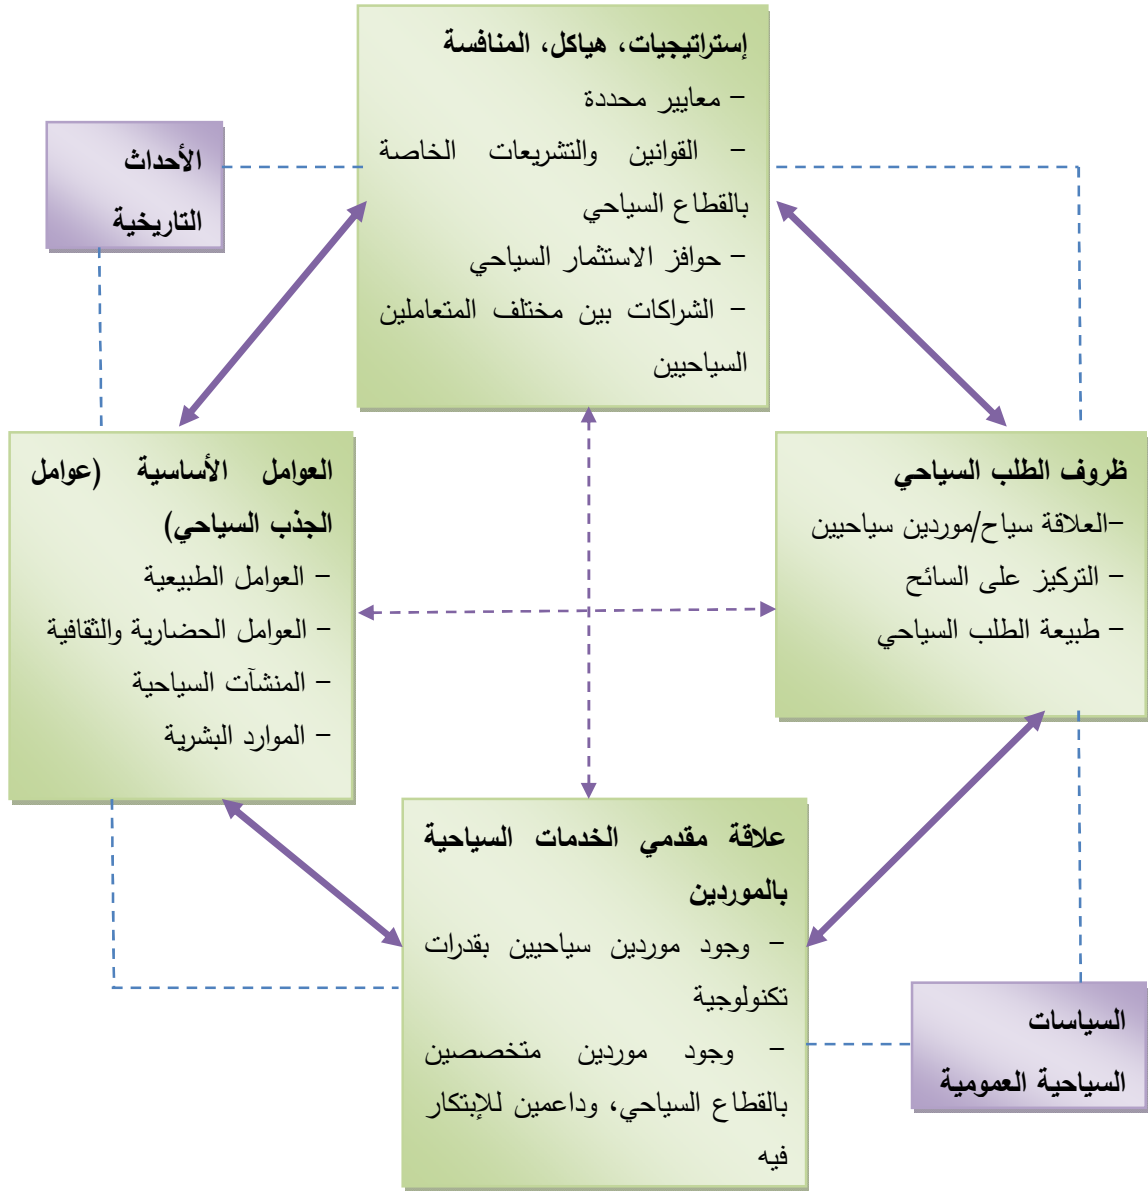 إستراتيجيات، هياكل، المنافسة
- معايير محددة
- القوانين والتشريعات الخاصة
بالقطاع السياحي
- حوافز الاستثمار السياحي
- الشراكات بين مختلف المتعاملين
السياحيين
الأحداث
التاريخية
ظروف الطلب السياحي
-العلاقة سياح/موردين سياحيين
- التركيز على السائح
- طبيعة الطلب السياحي
العوامل الأساسية (عوامل
الجذب السياحي)
- العوامل الطبيعية
- العوامل الحضارية والثقافية
- المنشآت السياحية
- الموارد البشرية
علاقة مقدمي الخدمات السياحية
بالموردين
- وجود موردين سياحيين بقدرات
تكنولوجية
- وجود موردين متخصصين
بالقطاع السياحي، وداعمين للإبتكار
فيه
السياسات
السياحية العمومية